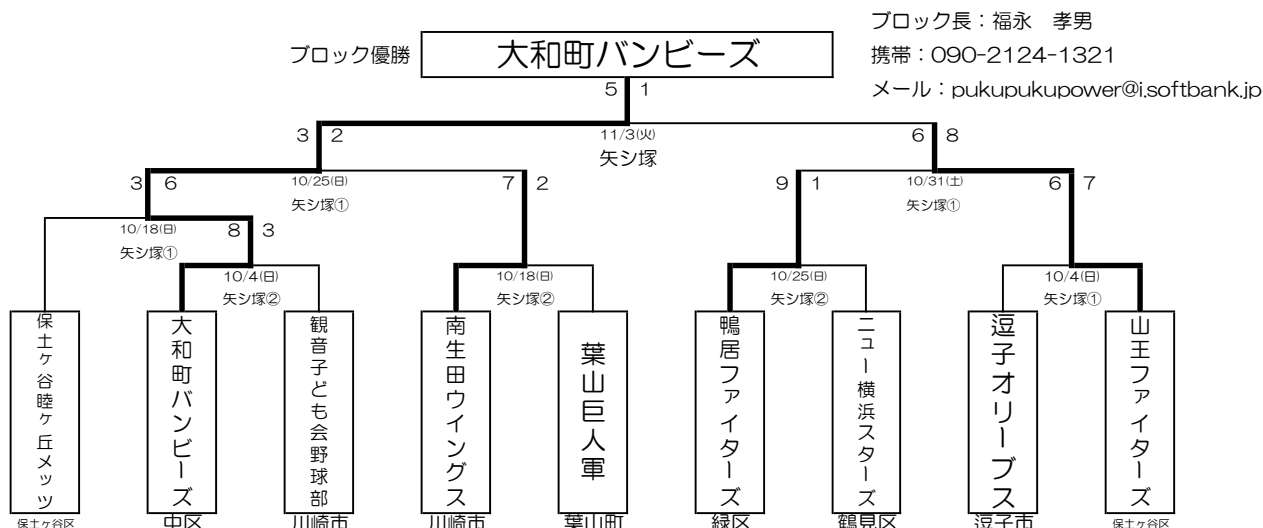 ブロック長：福永　孝男
ブロック優勝
大和町バンビーズ
携帯：090-2124-1321
メール：pukupukupower@i.softbank.jp
5 1
11/3(火)
矢シ塚
3 2
6 8
10/25(日)
矢シ塚①
10/31(土)
矢シ塚①
3 6
7 2
9 1
6 7
10/18(日)
矢シ塚①
8 3
10/4(日)
矢シ塚②
10/18(日)
矢シ塚②
10/25(日)
矢シ塚②
10/4(日)
矢シ塚①
保土ヶ谷睦ヶ丘メッツ
大和町バンビーズ
観音子ども会野球部
南生田ウイングス
葉山巨人軍
鴨居ファイターズ
ニュー横浜スターズ
逗子オリーブス
山王ファイターズ
保土ヶ谷区
中区
川崎市
川崎市
葉山町
緑区
鶴見区
逗子市
保土ヶ谷区